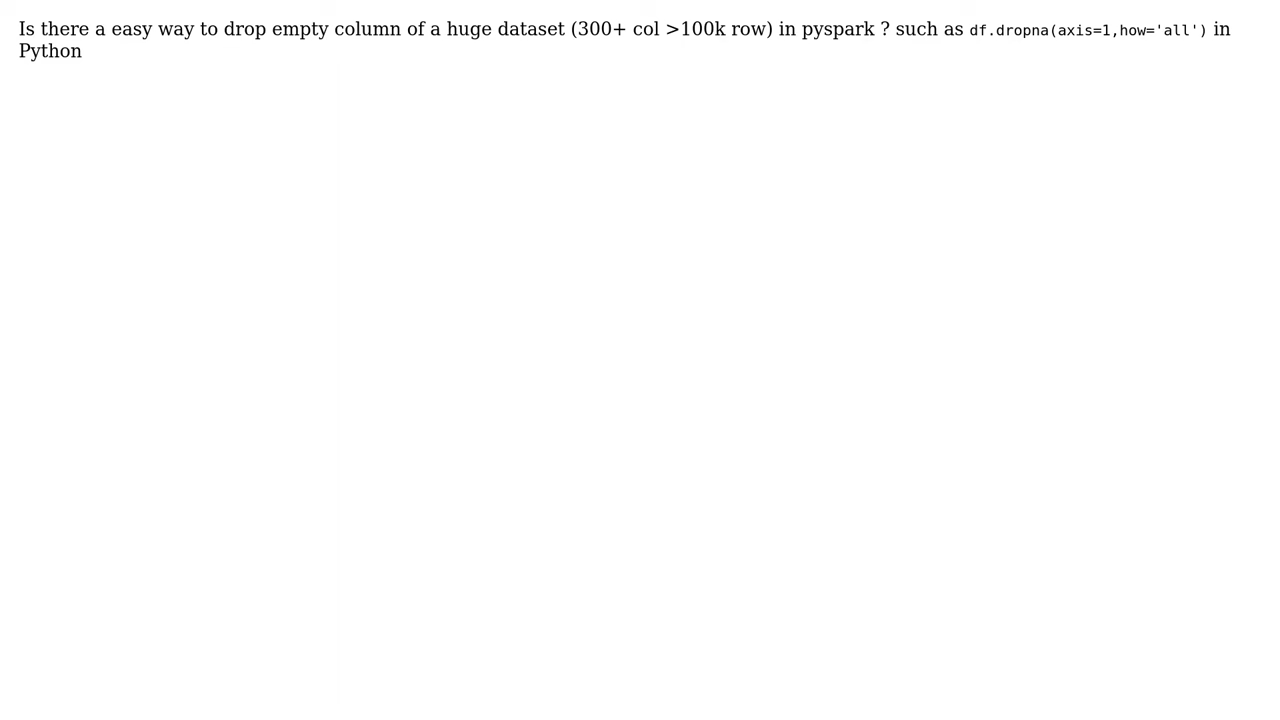 Is there a easy way to drop empty column of a huge dataset (300+ col >100k row) in pyspark ? such as df.dropna(axis=1,how='all') in
Python